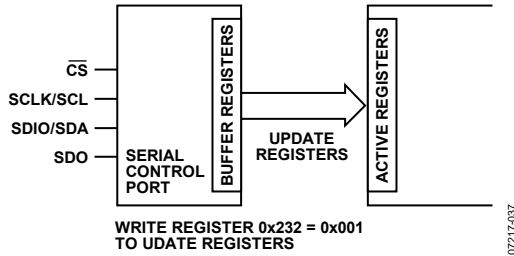 CS
SCLK/SCL
SDIO/SDA
SDO
SERIAL
CONTROL
PORT
BUFFER REGISTERS
UPDATE
REGISTERS
ACTIVE REGISTERS
WRITE REGISTER 0x232 = 0x001
TO UDATE REGISTERS
07217-037